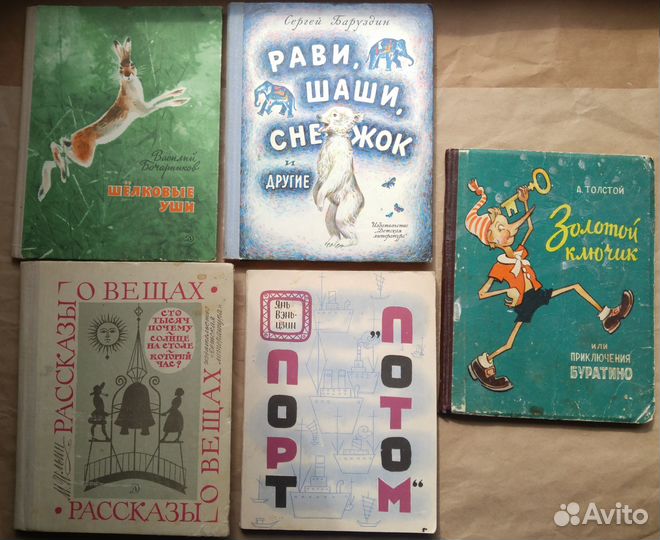 Василий
Бочарников
ШЁЛКОВЫЕ
УШИ
Сергей Баруздин
РАВИ,
ШАШИ,
СНЕЖОК
И
ДРУГИЕ
Издательство
"Детская
литература"
А. ТОЛСТОЙ
Золотой
ключик
ИЛИ
ПРИКЛЮЧЕНИЯ
БУРАТИНО
РАССКАЗЫ О ВЕЩАХ
СТО
ТЫСЯЧ
ПОЧЕМУ
СОЛНЦЕ
НА СТОЛЕ
КОТОРЫЙ
ЧАС?
М. Ильин
О ВЕЩАХ
РАССКАЗЫ
ЯНЬ
ВЭНЬ-
ЦЗИН
ПОРТ
"ПОТОМ"
Avito